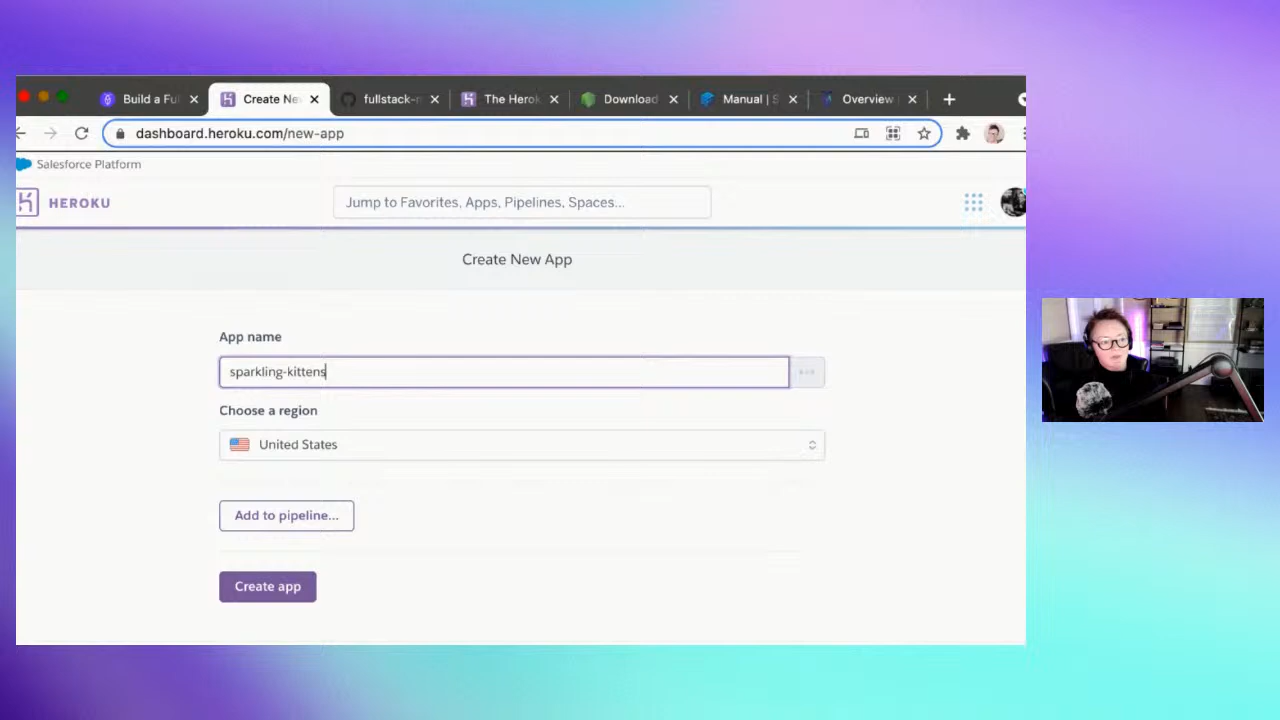 Build a Fu
Create Ne
fullstack-r
The Herok
Download
Manual | S
Overview
dashboard.heroku.com/new-app
Salesforce Platform
HEROKU
Jump to Favorites, Apps, Pipelines, Spaces...
Create New App
App name
sparkling-kittens
Choose a region
United States
Add to pipeline...
Create app